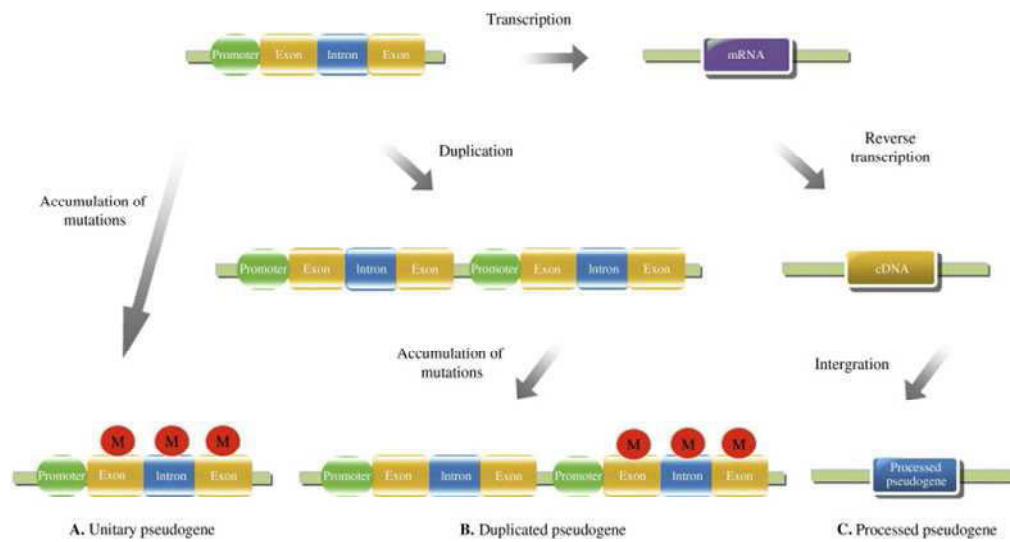 Transcription
Promoter Exon Intron Exon
mRNA
Duplication
Reverse
transcription
Accumulation of
mutations
Promoter Exon Intron Exon Promoter Exon Intron Exon
cDNA
Accumulation of
mutations
Intergration
M M M
M M M
Promoter Exon Intron Exon
Promoter Exon Intron Exon Promoter Exon Intron Exon
Processed
pseudogene
A. Unitary pseudogene
B. Duplicated pseudogene
C. Processed pseudogene